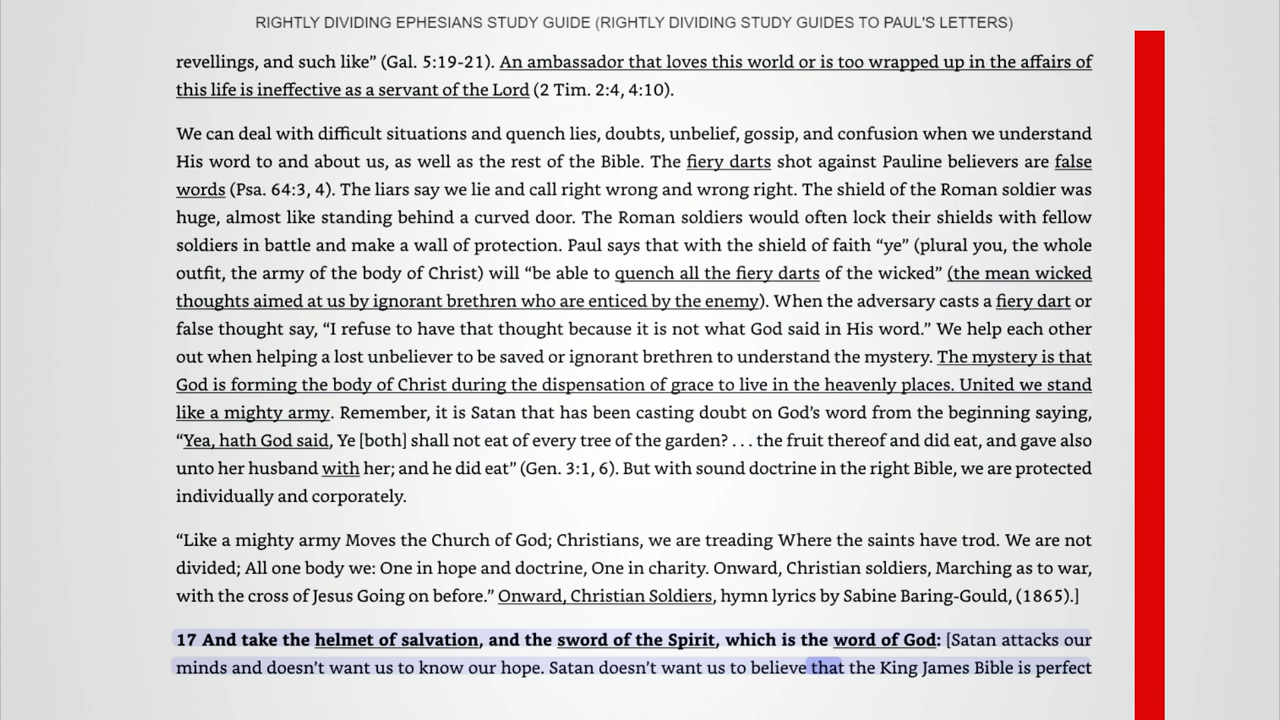 RIGHTLY DIVIDING EPHESIANS STUDY GUIDE (RIGHTLY DIVIDING STUDY GUIDES TO PAUL'S LETTERS)
revellings, and such like” (Gal. 5:19-21). An ambassador that loves this world or is too wrapped up in the affairs of
this life is ineffective as a servant of the Lord (2 Tim. 2:4, 4:10).
We can deal with difficult situations and quench lies, doubts, unbelief, gossip, and confusion when we understand
His word to and about us, as well as the rest of the Bible. The fiery darts shot against Pauline believers are false
words (Psa. 64:3, 4). The liars say we lie and call right wrong and wrong right. The shield of the Roman soldier was
huge, almost like standing behind a curved door. The Roman soldiers would often lock their shields with fellow
soldiers in battle and make a wall of protection. Paul says that with the shield of faith “ye” (plural you, the whole
outfit, the army of the body of Christ) will “be able to quench all the fiery darts of the wicked” (the mean wicked
thoughts aimed at us by ignorant brethren who are enticed by the enemy). When the adversary casts a fiery dart or
false thought say, “I refuse to have that thought because it is not what God said in His word.” We help each other
out when helping a lost unbeliever to be saved or ignorant brethren to understand the mystery. The mystery is that
God is forming the body of Christ during the dispensation of grace to live in the heavenly places. United we stand
like a mighty army. Remember, it is Satan that has been casting doubt on God’s word from the beginning saying,
“Yea, hath God said, Ye [both] shall not eat of every tree of the garden? . . . the fruit thereof and did eat, and gave also
unto her husband with her; and he did eat” (Gen. 3:1, 6). But with sound doctrine in the right Bible, we are protected
individually and corporately.
“Like a mighty army Moves the Church of God; Christians, we are treading Where the saints have trod. We are not
divided; All one body we: One in hope and doctrine, One in charity. Onward, Christian soldiers, Marching as to war,
with the cross of Jesus Going on before.” Onward, Christian Soldiers, hymn lyrics by Sabine Baring-Gould, (1865).]
17 And take the helmet of salvation, and the sword of the Spirit, which is the word of God: [Satan attacks our
minds and doesn’t want us to know our hope. Satan doesn’t want us to believe that the King James Bible is perfect